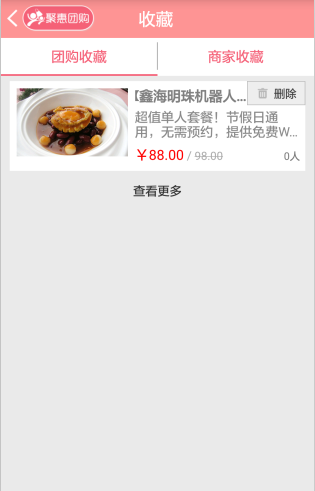 聚惠团购
收藏
团购收藏
商家收藏
【鑫海明珠机器人...
删除
超值单人套餐！节假日通
用，无需预约，提供免费W...
￥88.00 / 98.00
0人
查看更多